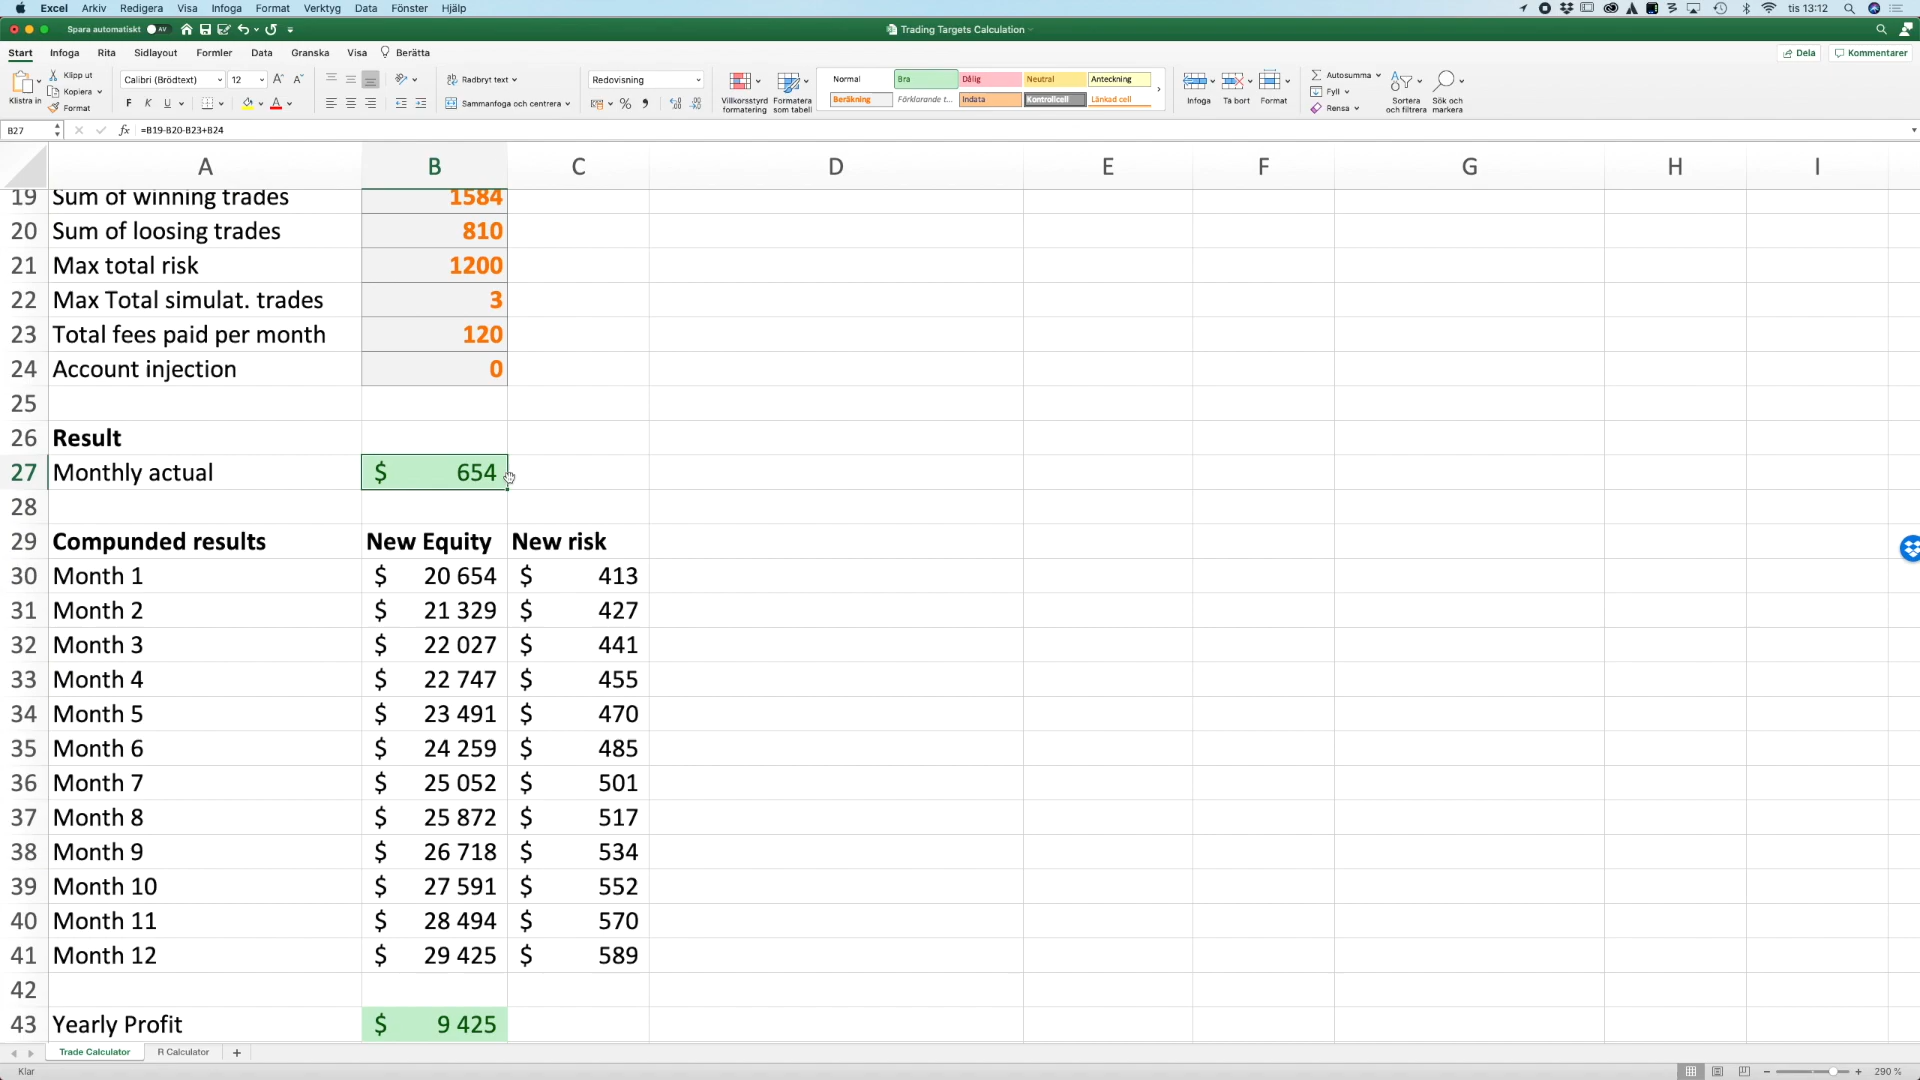 Excel Arkiv Redigera Visa Infoga Format Verktyg Data Fönster Hjälp tis 13:12
Spara automatiskt AV Trading Targets Calculation
Start Infoga Rita Sidlayout Formler Data Granska Visa Berätta Dela Kommentarer
Klistra in Klipp ut Kopiera Format
Calibri (Brödtext) 12
F K U
Radbryt text
Sammanfoga och centrera
Redovisning
Villkorsstyrd formatering
Formatera som tabell
Normal Bra Dålig Neutral Anteckning
Beräkning Förklarande t... Indata Kontrollcell Länkad cell
Infoga Ta bort Format
Autosumma
Fyll
Rensa
Sortera och filtrera
Sök och markera
B27 fx =B19-B20-B23+B24
A B C D E F G H I
19 Sum of winning trades 1584
20 Sum of loosing trades 810
21 Max total risk 1200
22 Max Total simulat. trades 3
23 Total fees paid per month 120
24 Account injection 0
25
26 Result
27 Monthly actual $ 654
28
29 Compunded results New Equity New risk
30 Month 1 $ 20 654 $ 413
31 Month 2 $ 21 329 $ 427
32 Month 3 $ 22 027 $ 441
33 Month 4 $ 22 747 $ 455
34 Month 5 $ 23 491 $ 470
35 Month 6 $ 24 259 $ 485
36 Month 7 $ 25 052 $ 501
37 Month 8 $ 25 872 $ 517
38 Month 9 $ 26 718 $ 534
39 Month 10 $ 27 591 $ 552
40 Month 11 $ 28 494 $ 570
41 Month 12 $ 29 425 $ 589
42
43 Yearly Profit $ 9 425
Trade Calculator R Calculator +
Klar 290 %